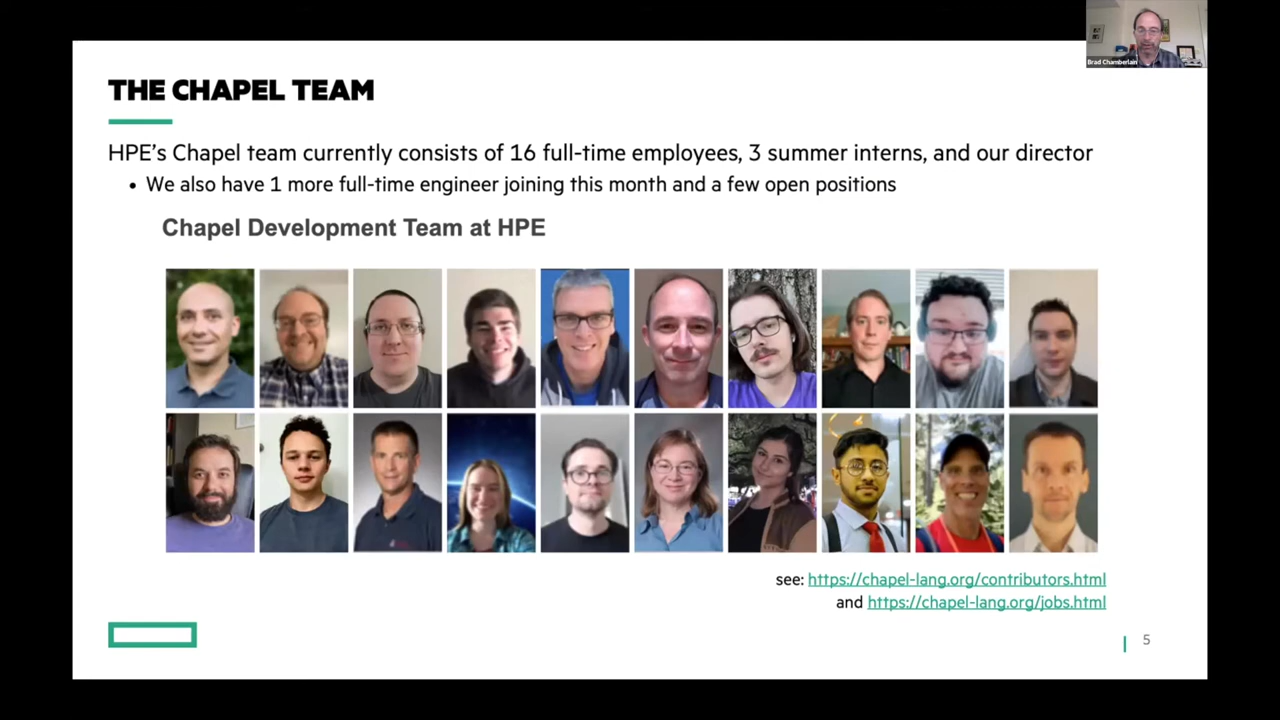 Brad Chamberlain
THE CHAPEL TEAM
HPE's Chapel team currently consists of 16 full-time employees, 3 summer interns, and our director
• We also have 1 more full-time engineer joining this month and a few open positions
Chapel Development Team at HPE
see: https://chapel-lang.org/contributors.html
and https://chapel-lang.org/jobs.html
5